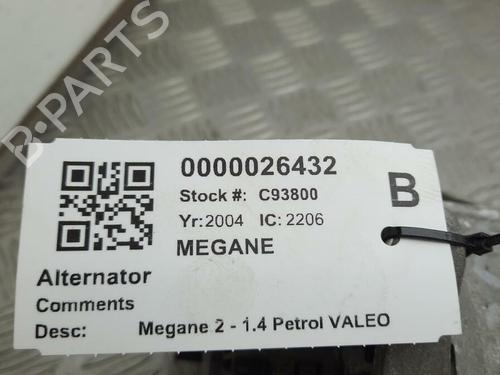 B-PARTS
0000026432
Stock #: C93800
B
Yr:2004 IC: 2206
MEGANE
Alternator
Comments
Desc: Megane 2 - 1.4 Petrol VALEO